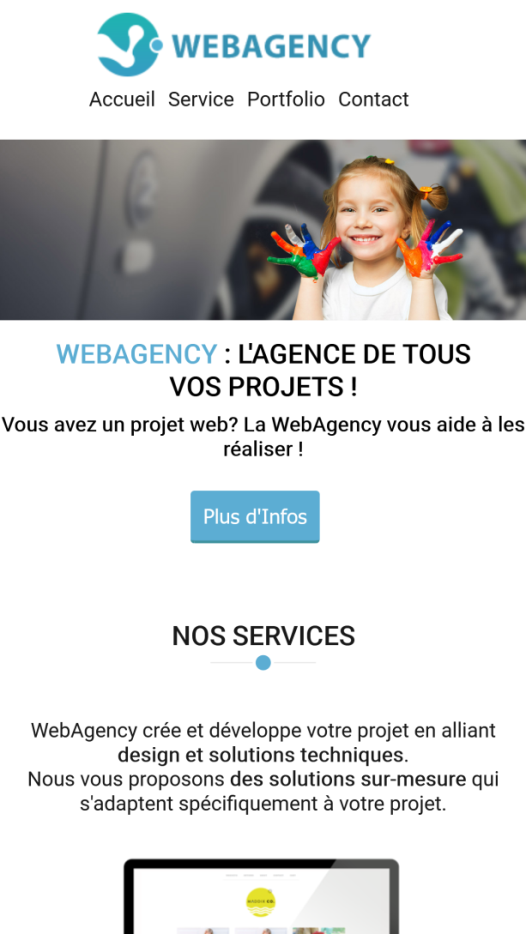 WEBAGENCY
Accueil Service Portfolio Contact
WEBAGENCY : L'AGENCE DE TOUS
VOS PROJETS !
Vous avez un projet web? La WebAgency vous aide à les
réaliser !
Plus d'Infos
NOS SERVICES
WebAgency crée et développe votre projet en alliant
design et solutions techniques.
Nous vous proposons des solutions sur-mesure qui
s'adaptent spécifiquement à votre projet.